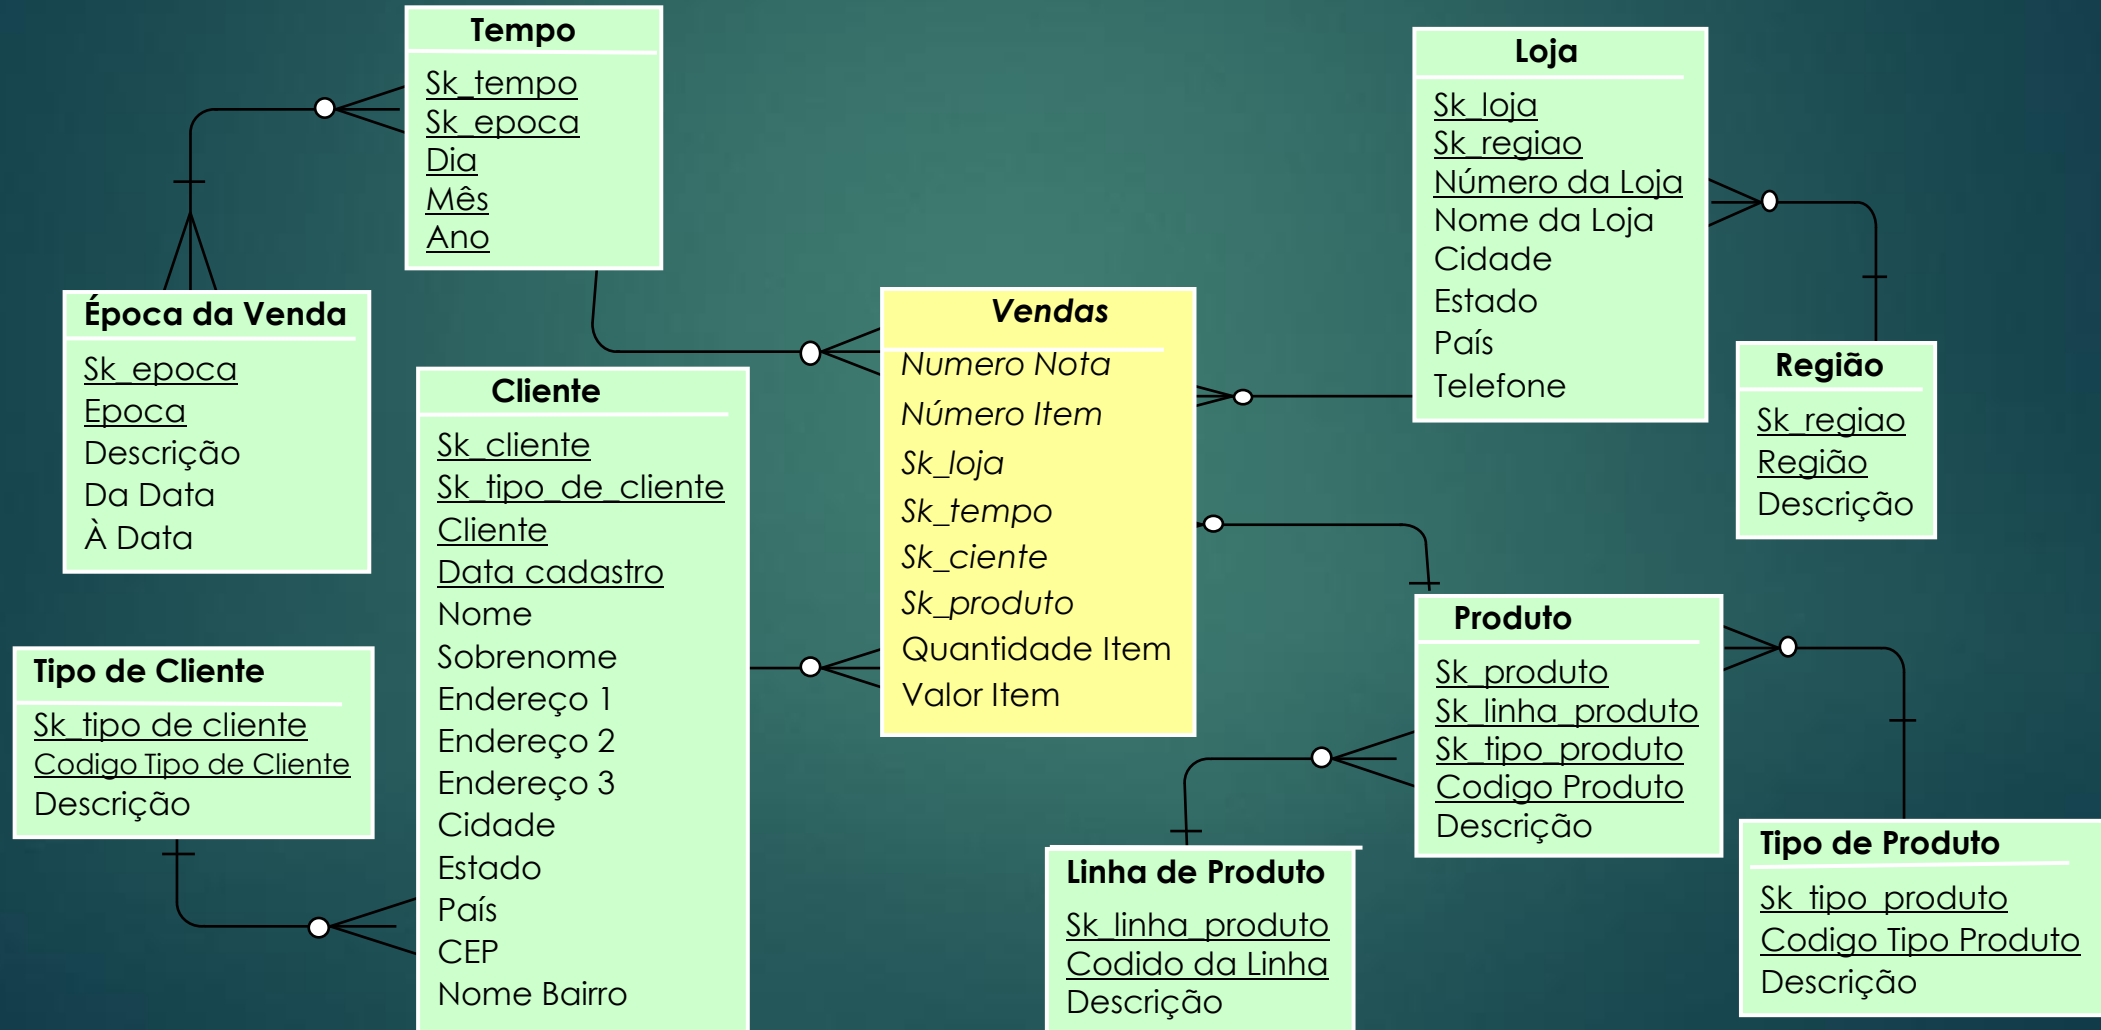 Tempo
Sk_tempo
Sk_epoca
Dia
Mês
Ano
Loja
Sk_loja
Sk_regiao
Número da Loja
Nome da Loja
Cidade
Estado
País
Telefone
Época da Venda
Sk_epoca
Epoca
Descrição
Da Data
À Data
Vendas
Numero Nota
Número Item
Sk_loja
Sk_tempo
Sk_ciente
Sk_produto
Quantidade Item
Valor Item
Região
Sk_regiao
Região
Descrição
Cliente
Sk_cliente
Sk_tipo_de_cliente
Cliente
Data cadastro
Nome
Sobrenome
Endereço 1
Endereço 2
Endereço 3
Cidade
Estado
País
CEP
Nome Bairro
Tipo de Cliente
Sk_tipo de cliente
Codigo Tipo de Cliente
Descrição
Produto
Sk_produto
Sk_linha_produto
Sk_tipo_produto
Codigo Produto
Descrição
Linha de Produto
Sk_linha_produto
Codido da Linha
Descrição
Tipo de Produto
Sk_tipo_produto
Codigo Tipo Produto
Descrição